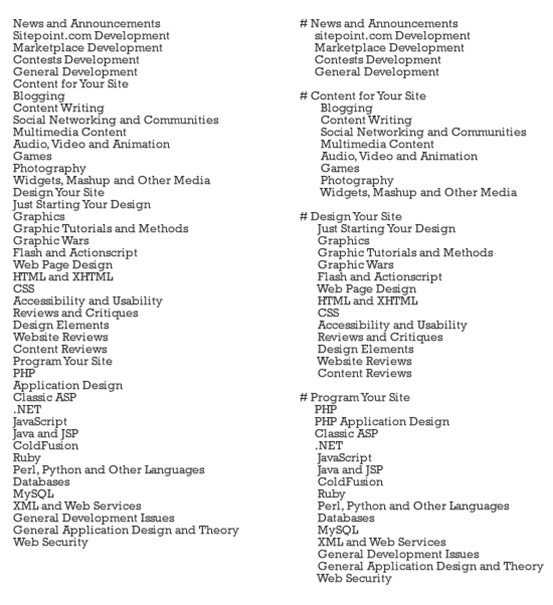 News and Announcements
Sitepoint.com Development
Marketplace Development
Contests Development
General Development
Content for Your Site
Blogging
Content Writing
Social Networking and Communities
Multimedia Content
Audio, Video and Animation
Games
Photography
Widgets, Mashup and Other Media
Design Your Site
Just Starting Your Design
Graphics
Graphic Tutorials and Methods
Graphic Wars
Flash and Actionscript
Web Page Design
HTML and XHTML
CSS
Accessibility and Usability
Reviews and Critiques
Design Elements
Website Reviews
Content Reviews
Program Your Site
PHP
Application Design
Classic ASP
.NET
JavaScript
Java and JSP
ColdFusion
Ruby
Perl, Python and Other Languages
Databases
MySQL
XML and Web Services
General Development Issues
General Application Design and Theory
Web Security
# News and Announcements
sitepoint.com Development
Marketplace Development
Contests Development
General Development
# Content for Your Site
Blogging
Content Writing
Social Networking and Communities
Multimedia Content
Audio, Video and Animation
Games
Photography
Widgets, Mashup and Other Media
# Design Your Site
Just Starting Your Design
Graphics
Graphic Tutorials and Methods
Graphic Wars
Flash and Actionscript
Web Page Design
HTML and XHTML
CSS
Accessibility and Usability
Reviews and Critiques
Design Elements
Website Reviews
Content Reviews
# Program Your Site
PHP
PHP Application Design
Classic ASP
.NET
JavaScript
Java and JSP
ColdFusion
Ruby
Perl, Python and Other Languages
Databases
MySQL
XML and Web Services
General Development Issues
General Application Design and Theory
Web Security